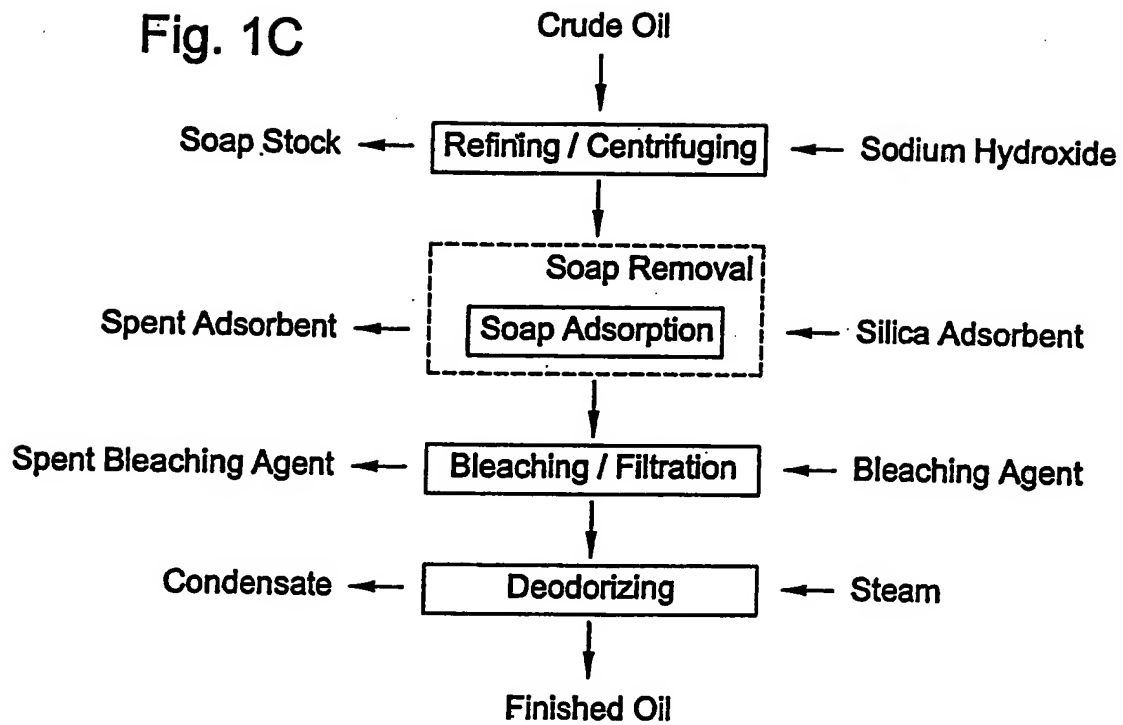 Fig. 1C
Crude Oil
Soap Stock
Refining / Centrifuging
Sodium Hydroxide
Soap Removal
Spent Adsorbent
Soap Adsorption
Silica Adsorbent
Spent Bleaching Agent
Bleaching / Filtration
Bleaching Agent
Condensate
Deodorizing
Steam
Finished Oil